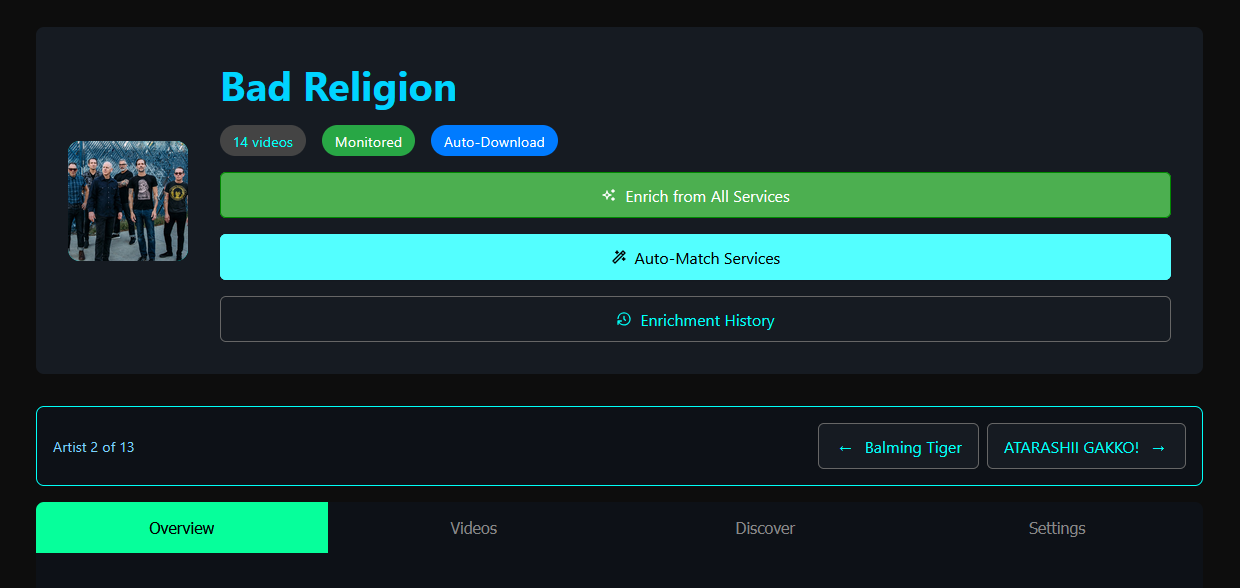 Bad Religion
14 videos Monitored Auto-Download
Enrich from All Services
Auto-Match Services
Enrichment History
Artist 2 of 13 ← Balming Tiger ATARASHII GAKKO! →
Overview Videos Discover Settings